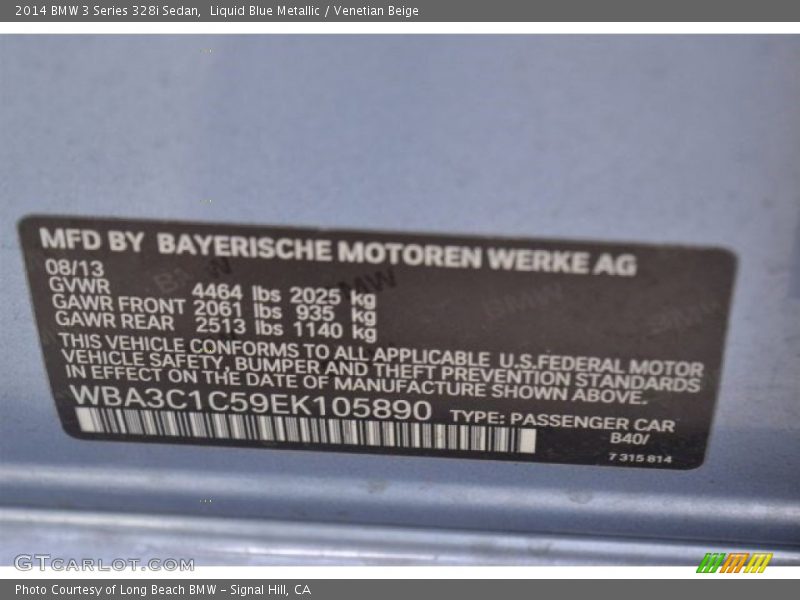 2014 BMW 3 Series 328i Sedan,  Liquid Blue Metallic / Venetian Beige
MFD BY BAYERISCHE MOTOREN WERKE AG
08/13
GVWR 4464 lbs 2025 kg
GAWR FRONT 2061 lbs 935 kg
GAWR REAR 2513 lbs 1140 kg
THIS VEHICLE CONFORMS TO ALL APPLICABLE U.S.FEDERAL MOTOR
VEHICLE SAFETY, BUMPER AND THEFT PREVENTION STANDARDS
IN EFFECT ON THE DATE OF MANUFACTURE SHOWN ABOVE.
WBA3C1C59EK105890 TYPE: PASSENGER CAR
B40/
7 315 814
GTCARLOT.COM
Photo Courtesy of Long Beach BMW - Signal Hill, CA